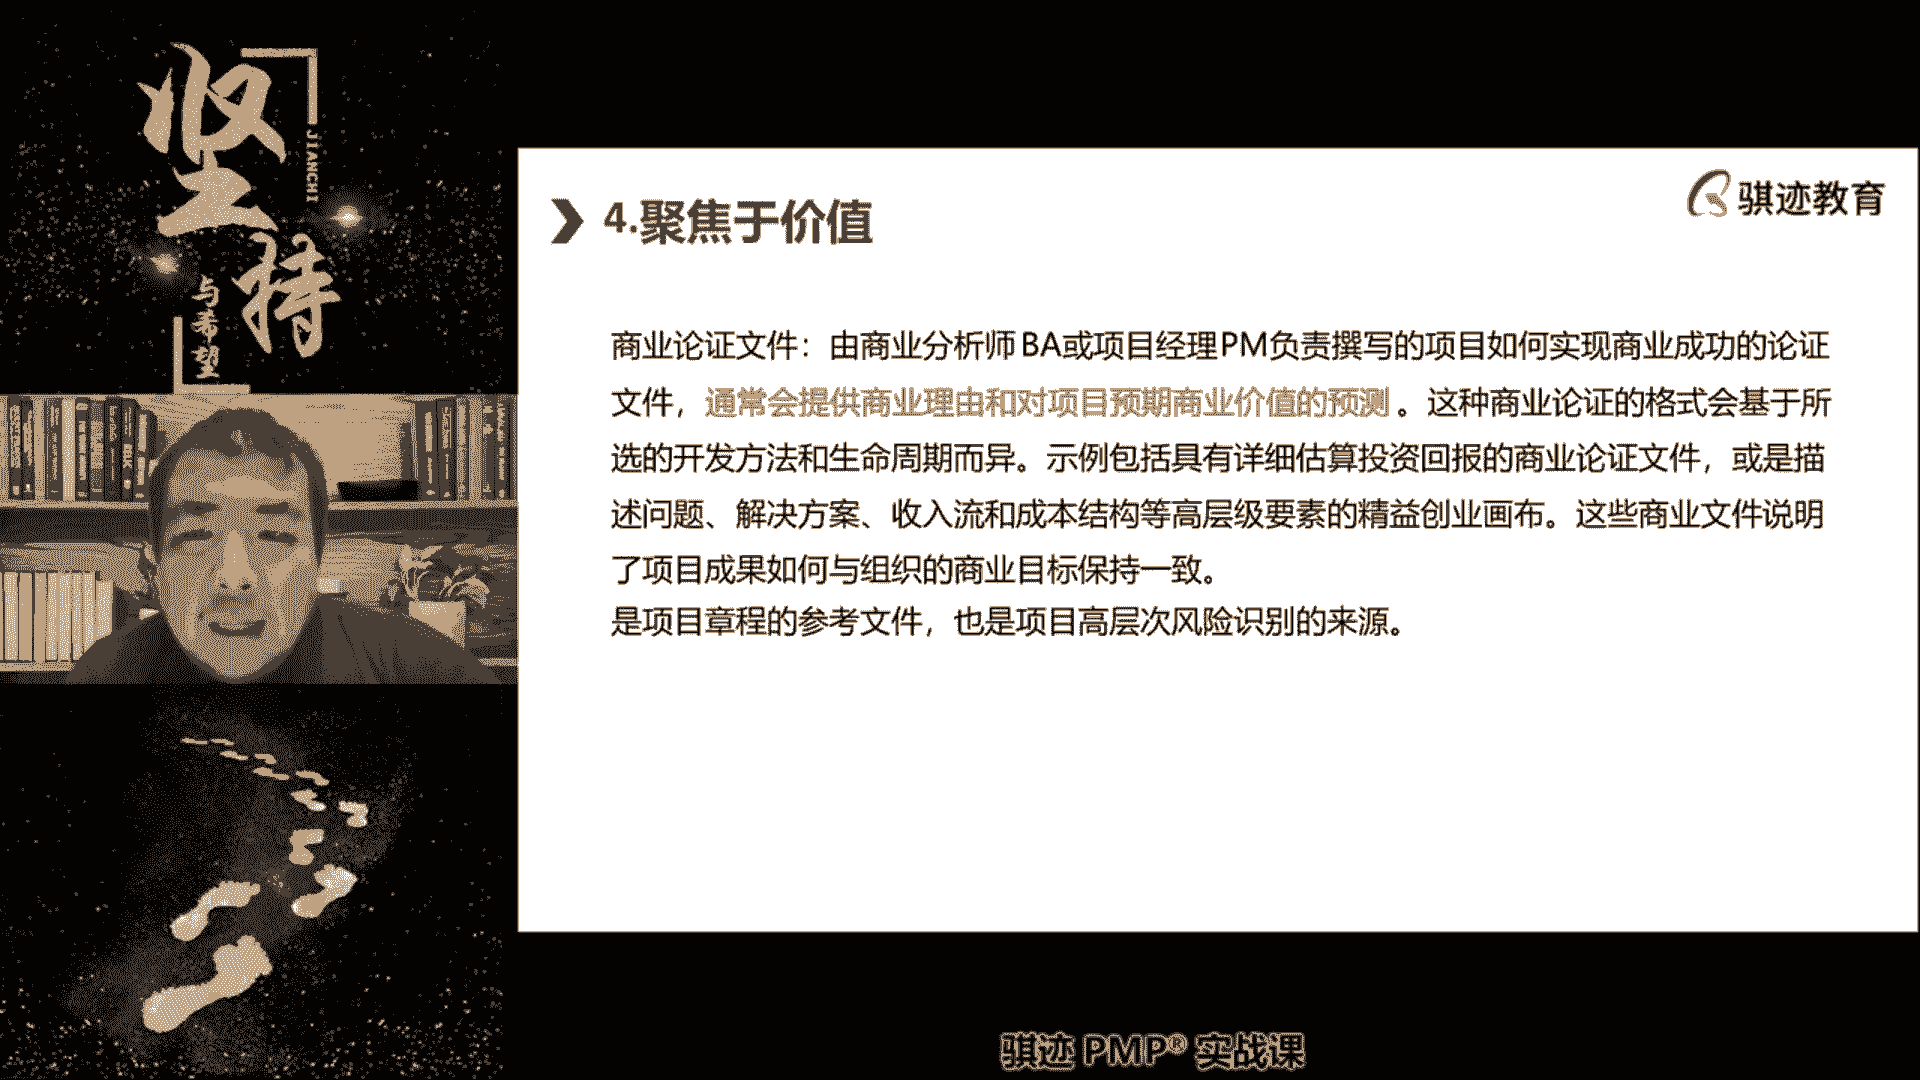 坚持
JIANCHI
与希望
骐迹教育
4.聚焦于价值
商业论证文件：由商业分析师BA或项目经理PM负责撰写的项目如何实现商业成功的论证
文件，通常会提供商业理由和对项目预期商业价值的预测 。这种商业论证的格式会基于所
选的开发方法和生命周期而异。示例包括具有详细估算投资回报的商业论证文件，或是描
述问题、解决方案、收入流和成本结构等高层级要素的精益创业画布。这些商业文件说明
了项目成果如何与组织的商业目标保持一致。
是项目章程的参考文件，也是项目高层次风险识别的来源。
骐迹 PMP® 实战课